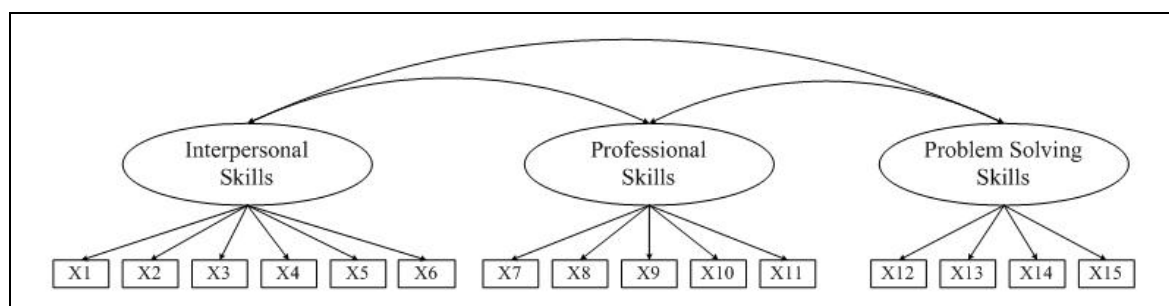 Interpersonal
Skills
Professional
Skills
Problem Solving
Skills
X1 X2 X3 X4 X5 X6 X7 X8 X9 X10 X11 X12 X13 X14 X15